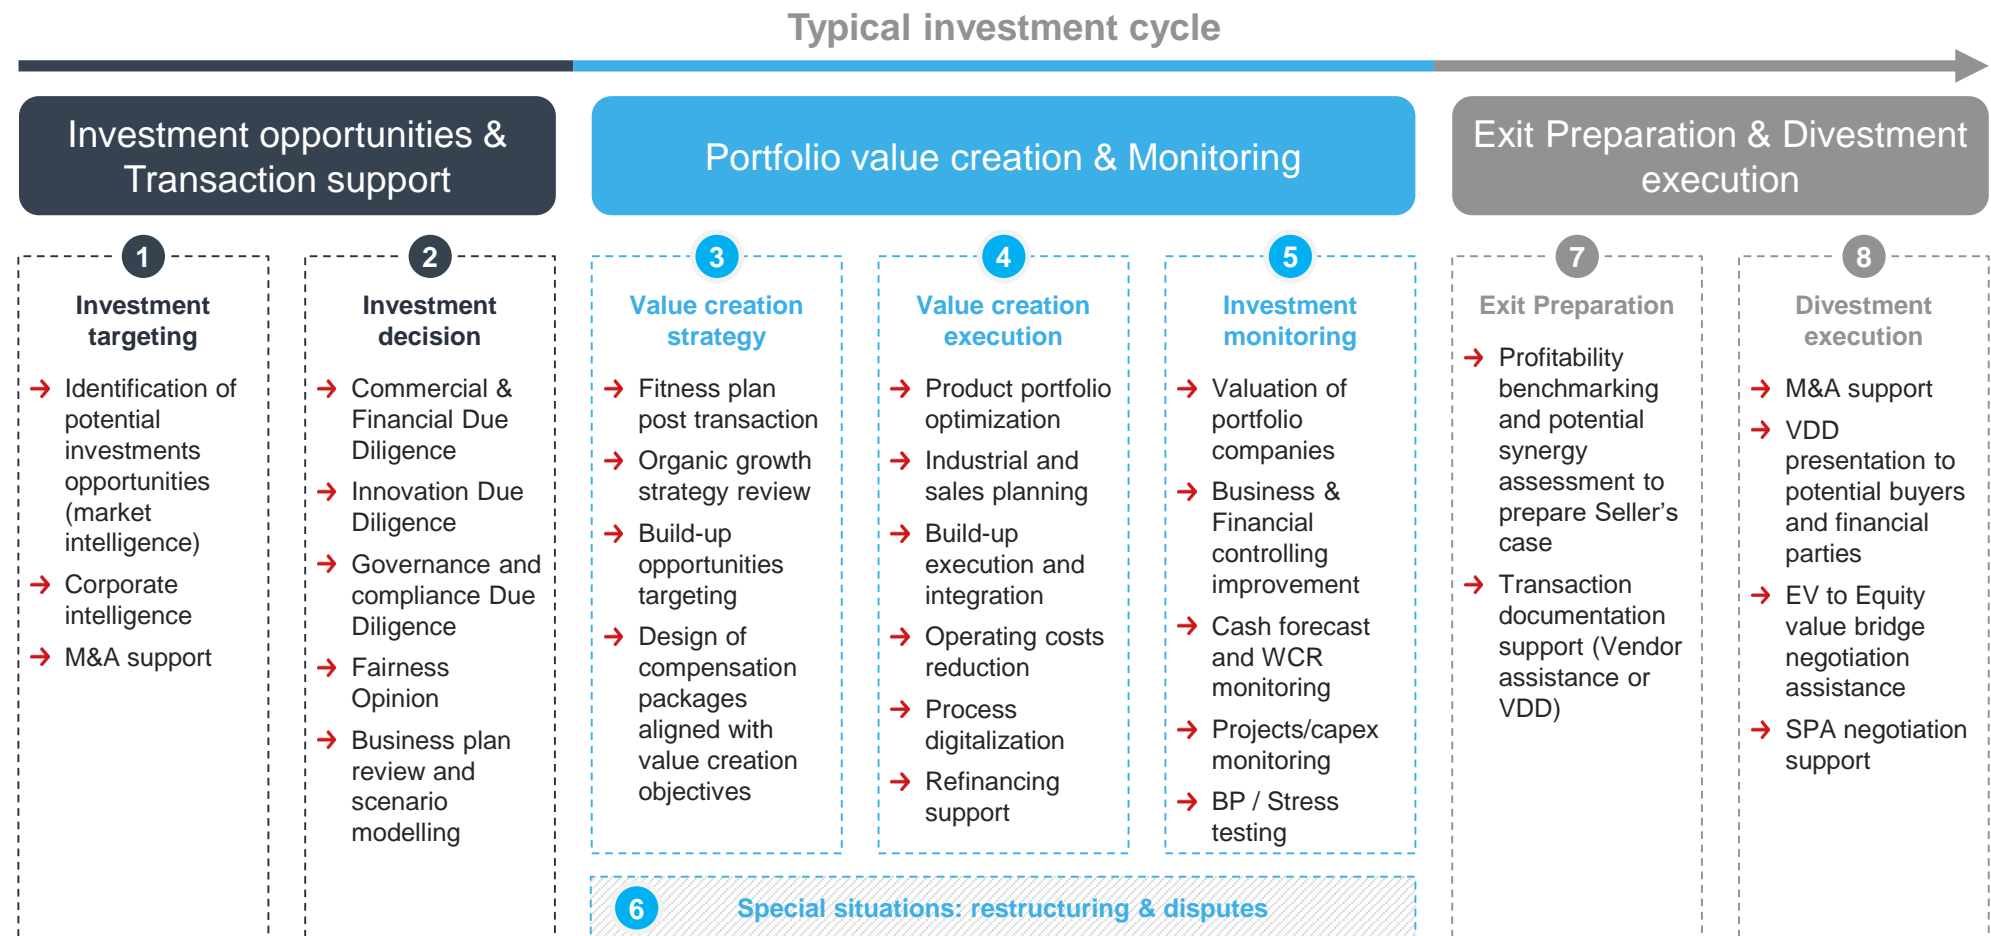 Typical investment cycle
Investment opportunities &
Transaction support
Portfolio value creation & Monitoring
Exit Preparation & Divestment
execution
1
Investment
targeting
Identification of
potential
investments
opportunities
(market
intelligence)
Corporate
intelligence
M&A support
2
Investment
decision
Commercial &
Financial Due
Diligence
Innovation Due
Diligence
Governance and
compliance Due
Diligence
Fairness
Opinion
Business plan
review and
scenario
modelling
3
Value creation
strategy
Fitness plan
post transaction
Organic growth
strategy review
Build-up
opportunities
targeting
Design of
compensation
packages
aligned with
value creation
objectives
4
Value creation
execution
Product portfolio
optimization
Industrial and
sales planning
Build-up
execution and
integration
Operating costs
reduction
Process
digitalization
Refinancing
support
5
Investment
monitoring
Valuation of
portfolio
companies
Business &
Financial
controlling
improvement
Cash forecast
and WCR
monitoring
Projects/capex
monitoring
BP / Stress
testing
6
Special situations: restructuring & disputes
7
Exit Preparation
Profitability
benchmarking
and potential
synergy
assessment to
prepare Seller's
case
Transaction
documentation
support (Vendor
assistance or
VDD)
8
Divestment
execution
M&A support
VDD
presentation to
potential buyers
and financial
parties
EV to Equity
value bridge
negotiation
assistance
SPA negotiation
support